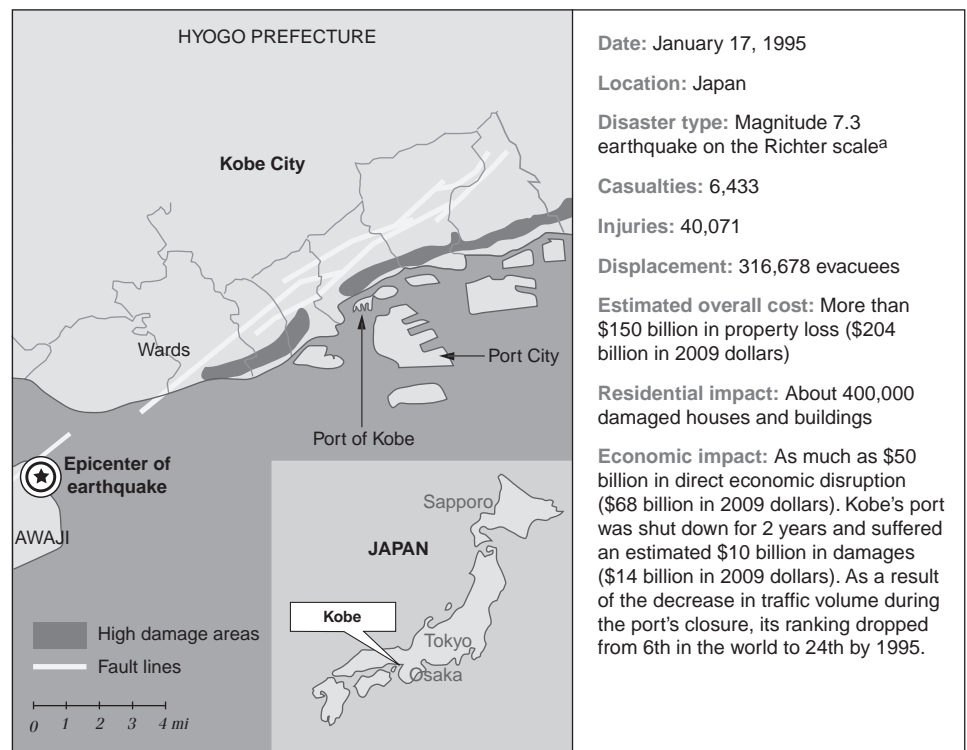 HYOGO PREFECTURE
Kobe City
Wards
Port City
Port of Kobe
Epicenter of
earthquake
AWAJI
High damage areas
Fault lines
0 1 2 3 4 mi
Sapporo
JAPAN
Kobe
Tokyo
Osaka
Date: January 17, 1995
Location: Japan
Disaster type: Magnitude 7.3
earthquake on the Richter scaleᵃ
Casualties: 6,433
Injuries: 40,071
Displacement: 316,678 evacuees
Estimated overall cost: More than
$150 billion in property loss ($204
billion in 2009 dollars)
Residential impact: About 400,000
damaged houses and buildings
Economic impact: As much as $50
billion in direct economic disruption
($68 billion in 2009 dollars). Kobe’s port
was shut down for 2 years and suffered
an estimated $10 billion in damages
($14 billion in 2009 dollars). As a result
of the decrease in traffic volume during
the port’s closure, its ranking dropped
from 6th in the world to 24th by 1995.